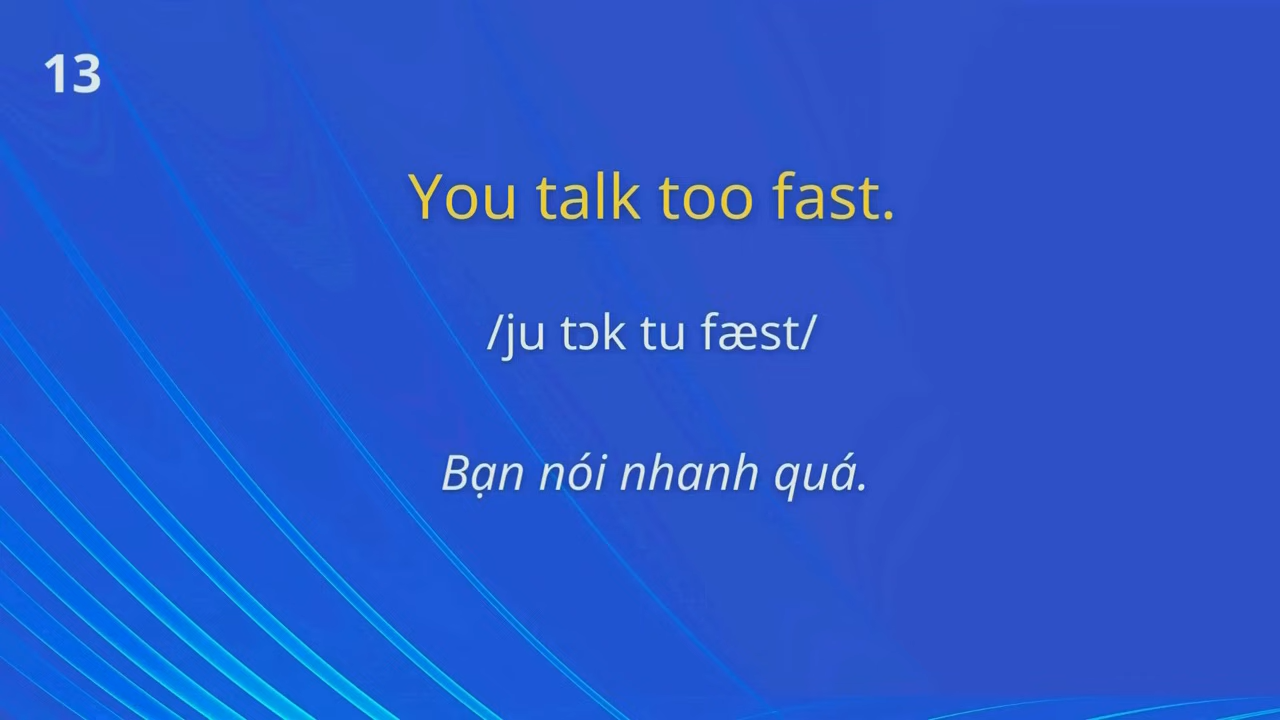 13
You talk too fast.
/ju tɔk tu fæst/
Bạn nói nhanh quá.